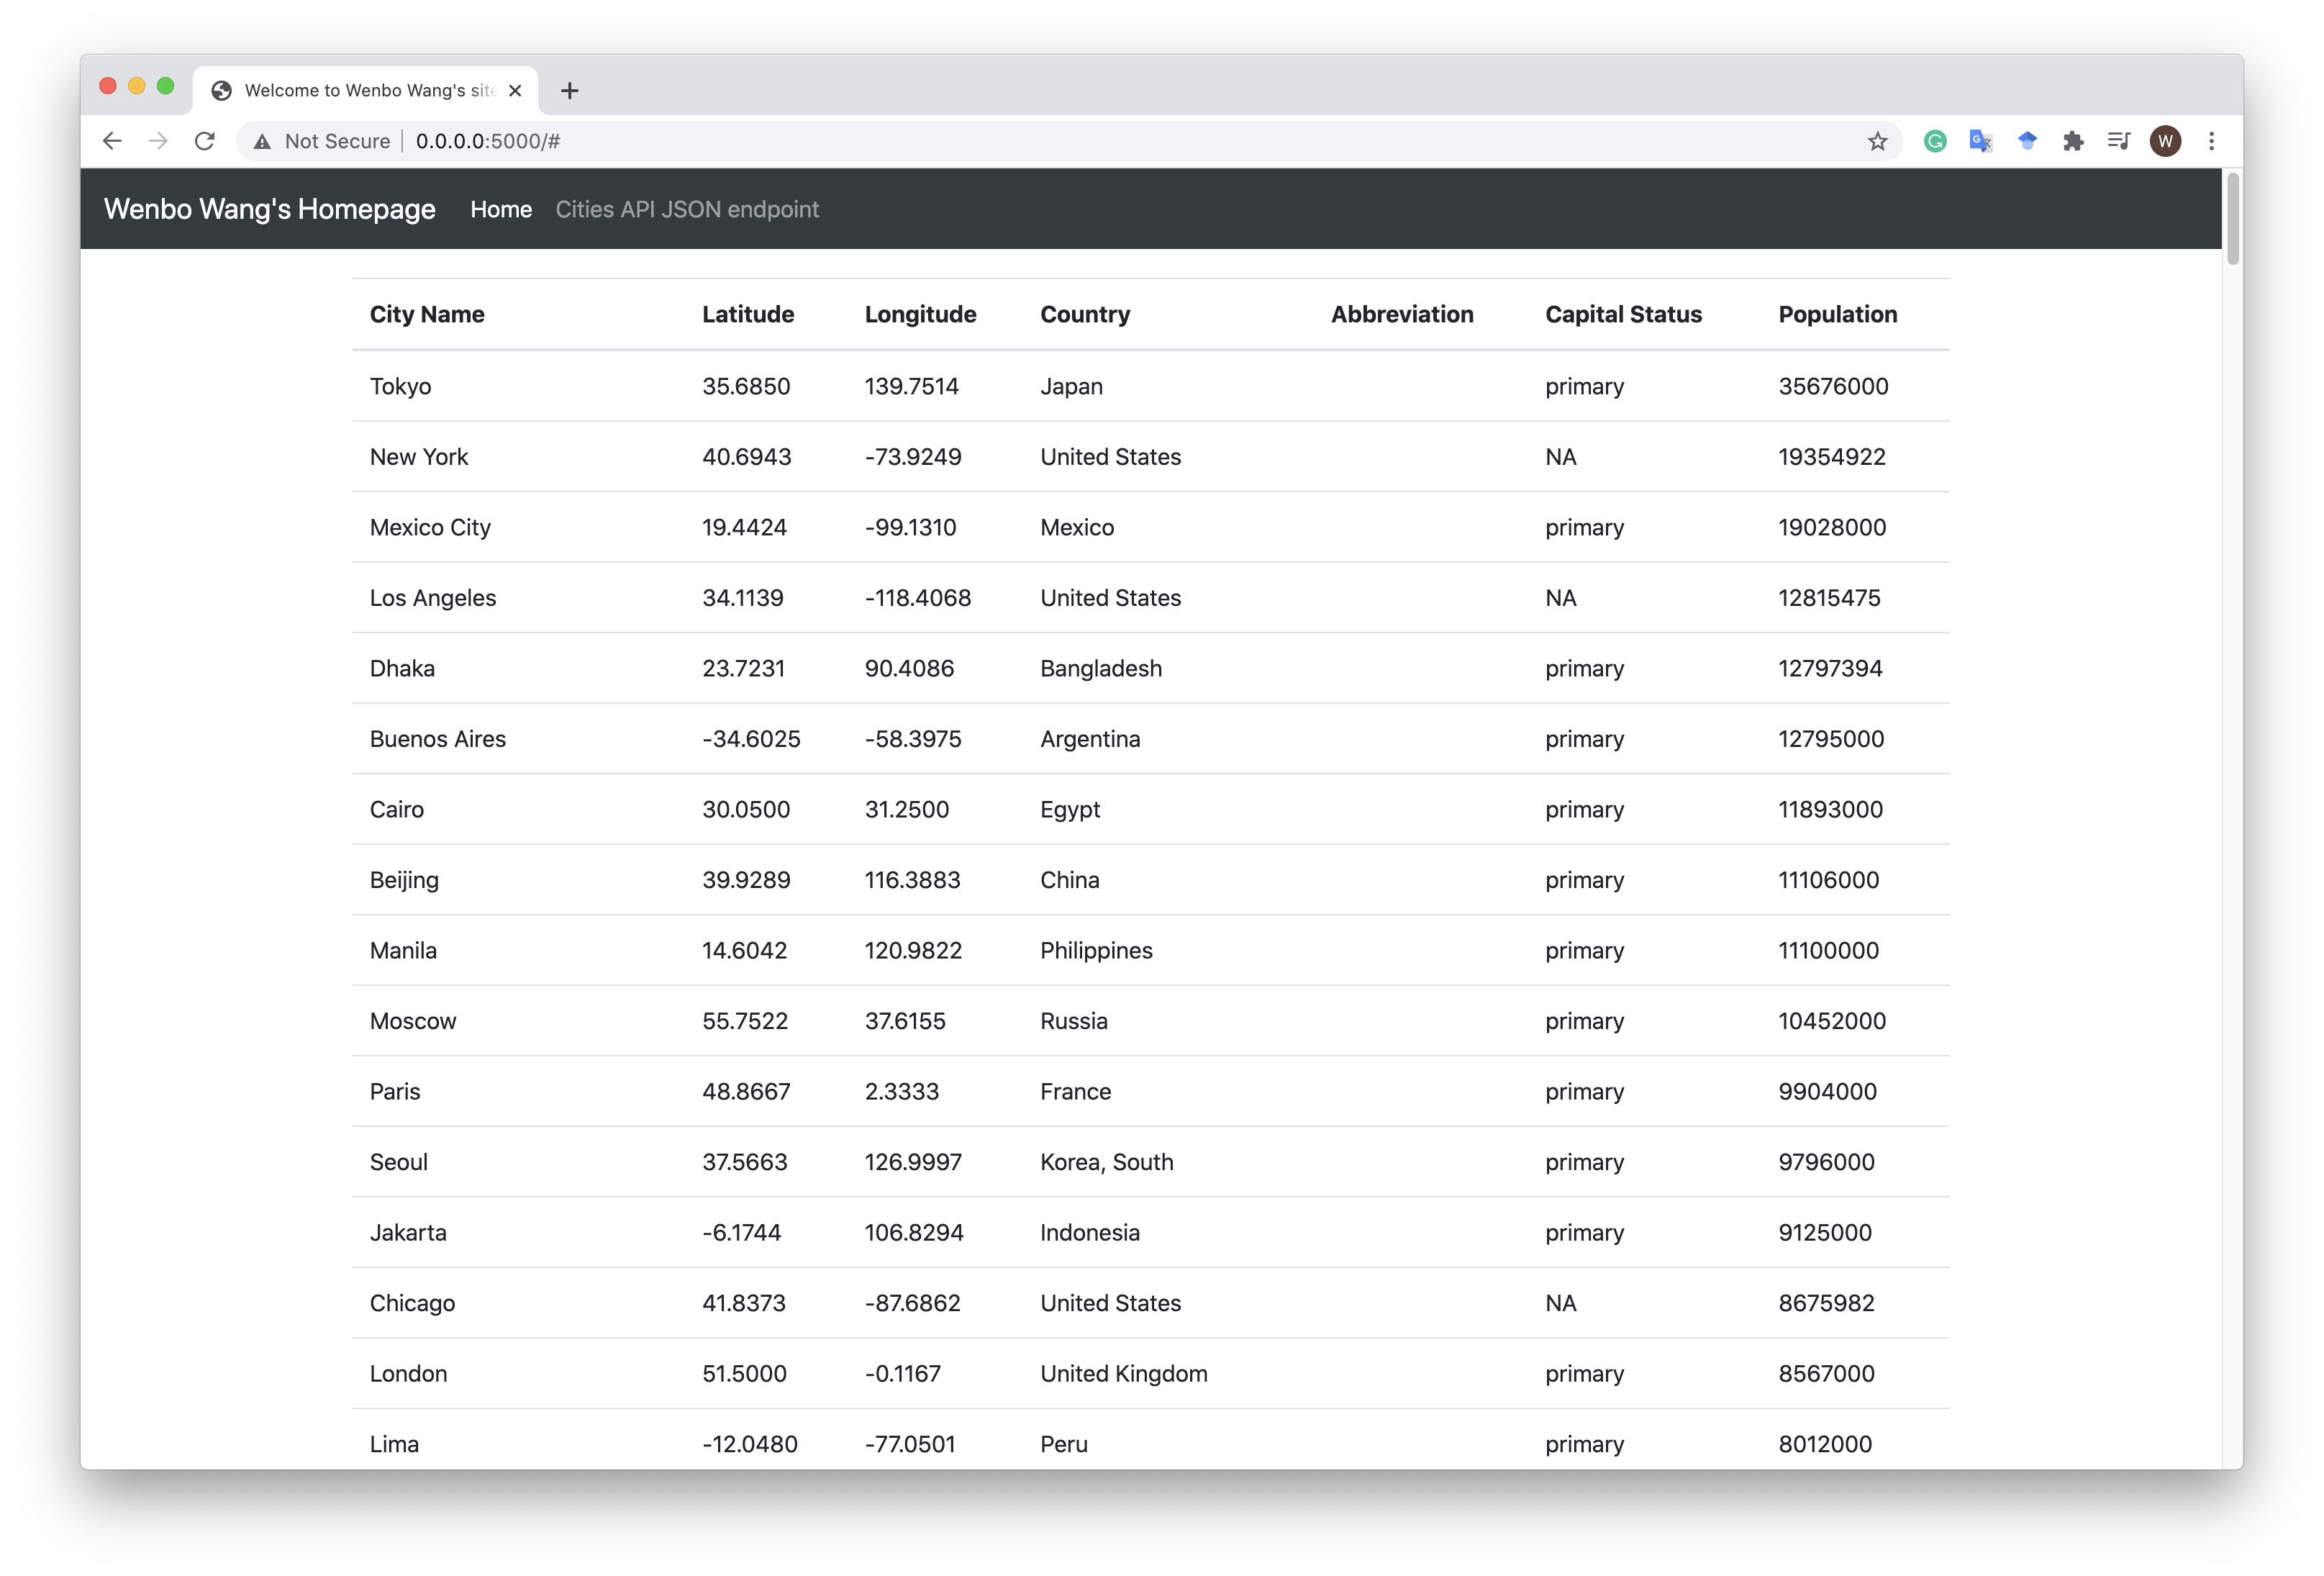 Welcome to Wenbo Wang's site
Not Secure | 0.0.0.0:5000/#
W
Wenbo Wang's Homepage Home Cities API JSON endpoint
City Name Latitude Longitude Country Abbreviation Capital Status Population
Tokyo 35.6850 139.7514 Japan primary 35676000
New York 40.6943 -73.9249 United States NA 19354922
Mexico City 19.4424 -99.1310 Mexico primary 19028000
Los Angeles 34.1139 -118.4068 United States NA 12815475
Dhaka 23.7231 90.4086 Bangladesh primary 12797394
Buenos Aires -34.6025 -58.3975 Argentina primary 12795000
Cairo 30.0500 31.2500 Egypt primary 11893000
Beijing 39.9289 116.3883 China primary 11106000
Manila 14.6042 120.9822 Philippines primary 11100000
Moscow 55.7522 37.6155 Russia primary 10452000
Paris 48.8667 2.3333 France primary 9904000
Seoul 37.5663 126.9997 Korea, South primary 9796000
Jakarta -6.1744 106.8294 Indonesia primary 9125000
Chicago 41.8373 -87.6862 United States NA 8675982
London 51.5000 -0.1167 United Kingdom primary 8567000
Lima -12.0480 -77.0501 Peru primary 8012000